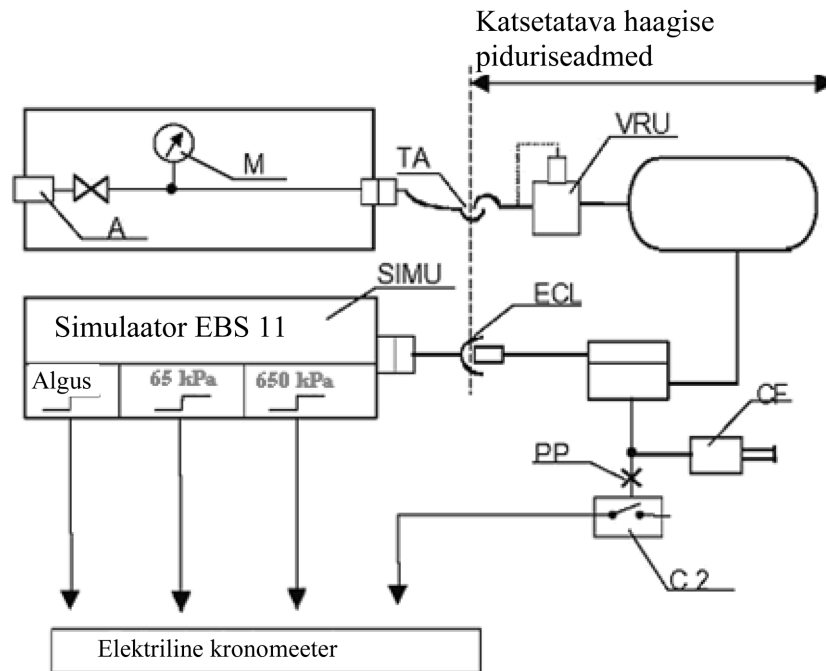 Katsetatava haagise
piduriseadmed
VRU
TA
M
A
SIMU
ECL
Simulaator EBS 11
Algus
65 kPa
650 kPa
CF
PP
C 2
Elektriline kronomeeter